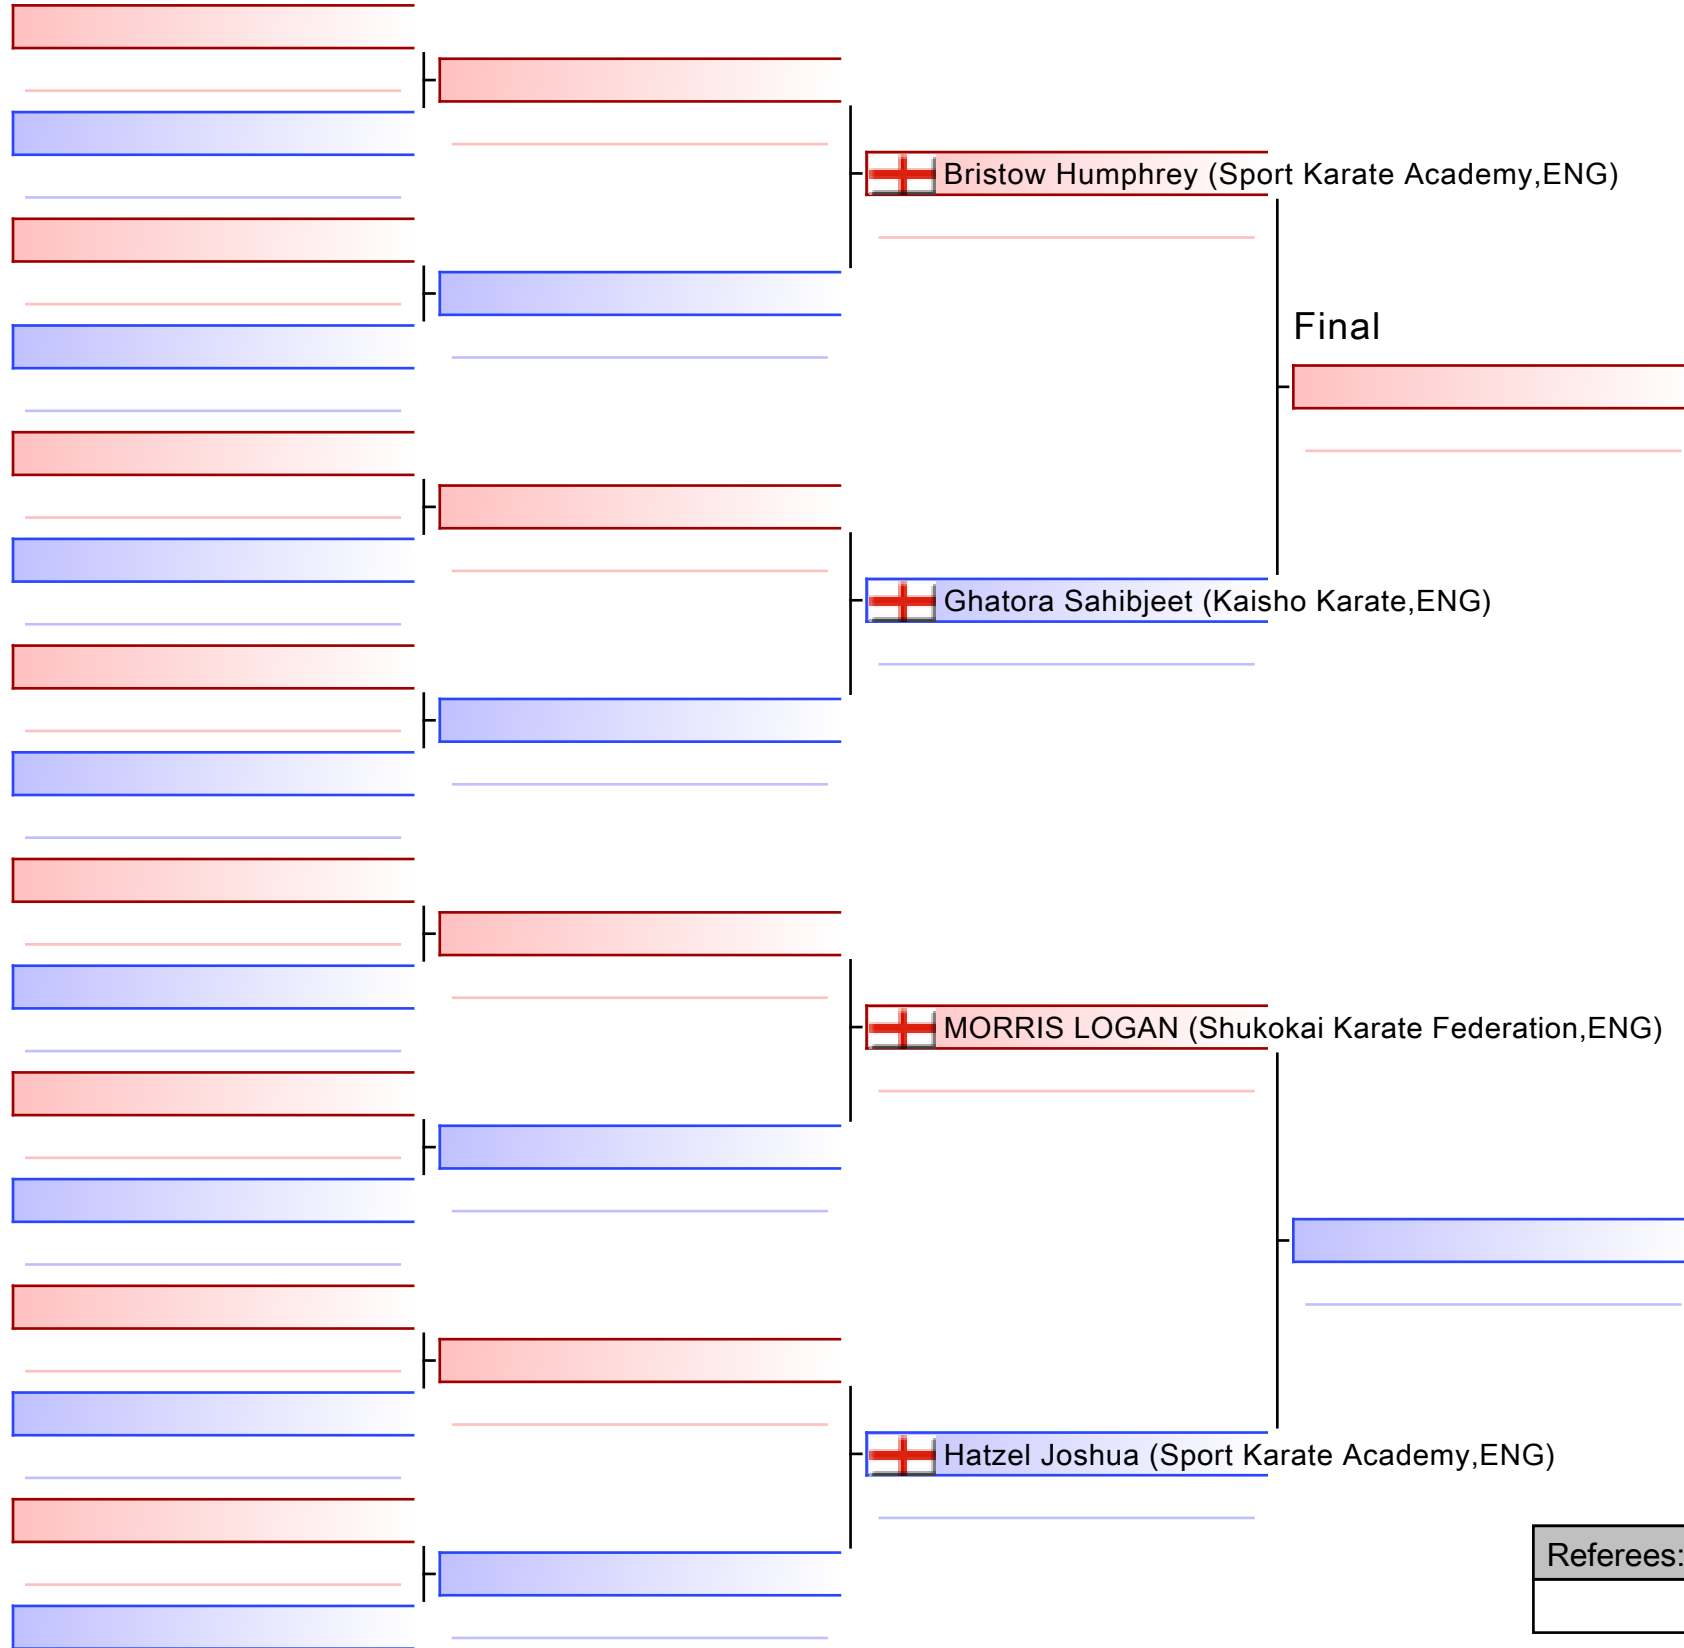 Bristow Humphrey (Sport Karate Academy,ENG)
Final
Ghatora Sahibjeet (Kaisho Karate,ENG)
MORRIS LOGAN (Shukokai Karate Federation,ENG)
Hatzel Joshua (Sport Karate Academy,ENG)
Referees: